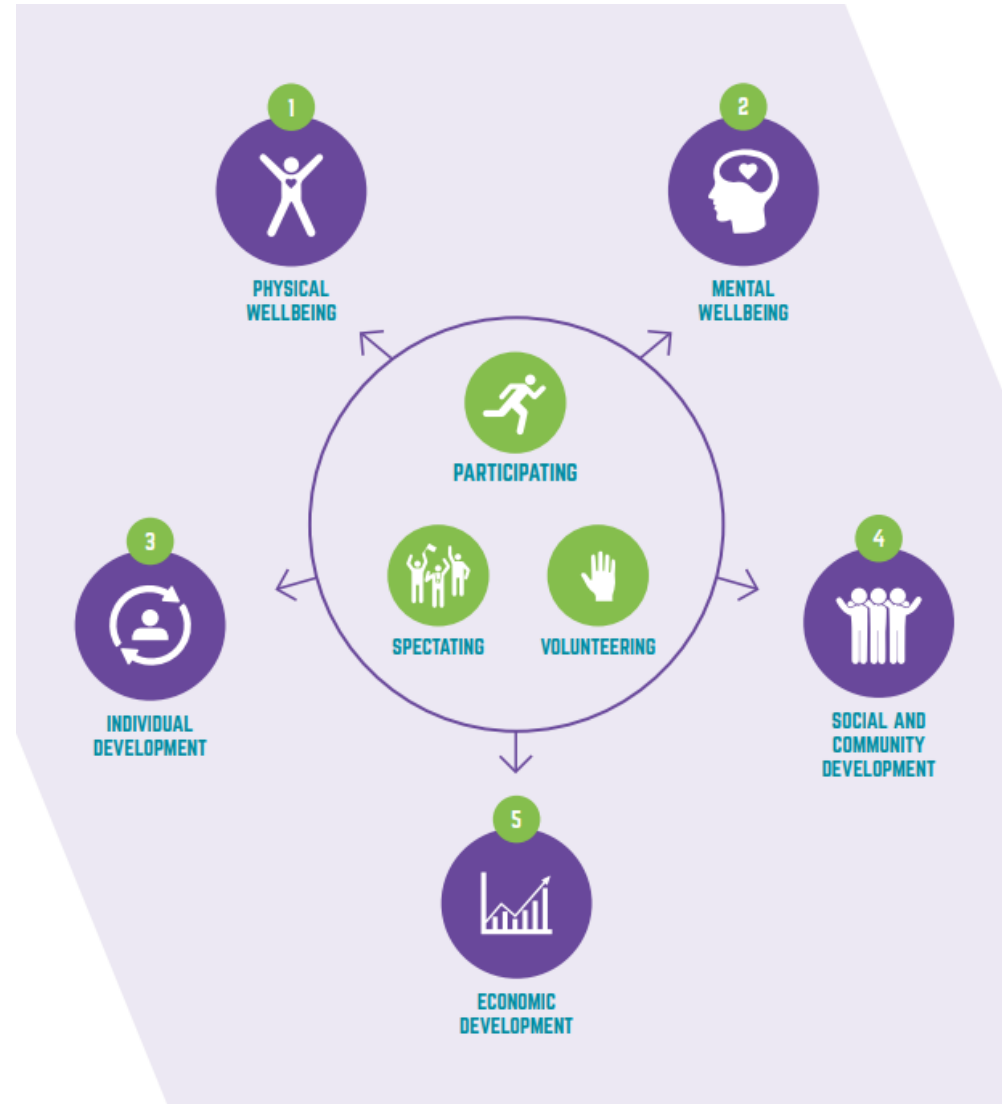 1
PHYSICAL
WELLBEING
2
MENTAL
WELLBEING
PARTICIPATING
SPECTATING
VOLUNTEERING
3
INDIVIDUAL
DEVELOPMENT
4
SOCIAL AND
COMMUNITY
DEVELOPMENT
5
ECONOMIC
DEVELOPMENT